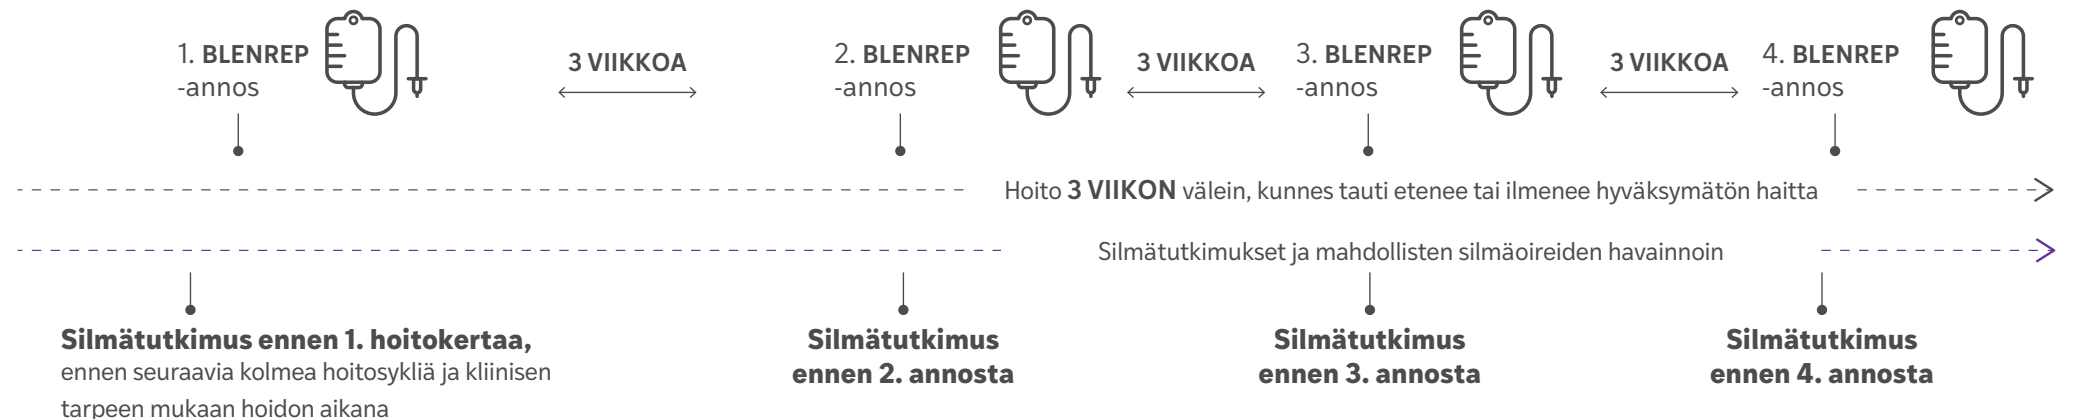 1. BLENREP
-annos
3 VIIKKOA
2. BLENREP
-annos
3 VIIKKOA
3. BLENREP
-annos
3 VIIKKOA
4. BLENREP
-annos
Hoito 3 VIIKON välein, kunnes tauti etenee tai ilmenee hyväksymätön haitta
Silmätutkimukset ja mahdollisten silmäoireiden havainnoin
Silmätutkimus ennen 1. hoitokertaa,
ennen seuraavia kolmea hoitosykliä ja kliinisen
tarpeen mukaan hoidon aikana
Silmätutkimus
ennen 2. annosta
Silmätutkimus
ennen 3. annosta
Silmätutkimus
ennen 4. annosta